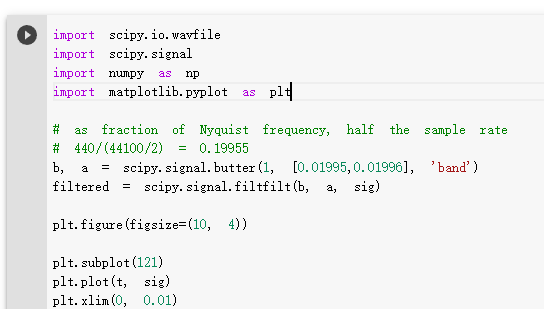 import scipy.io.wavfile
import scipy.signal
import numpy as np
import matplotlib.pyplot as plt
# as fraction of Nyquist frequency, half the sample rate
# 440/(44100/2) = 0.19955
b, a = scipy.signal.butter(1, [0.01995,0.01996], 'band')
filtered = scipy.signal.filtfilt(b, a, sig)
plt.figure(figsize=(10, 4))
plt.subplot(121)
plt.plot(t, sig)
plt.xlim(0, 0.01)